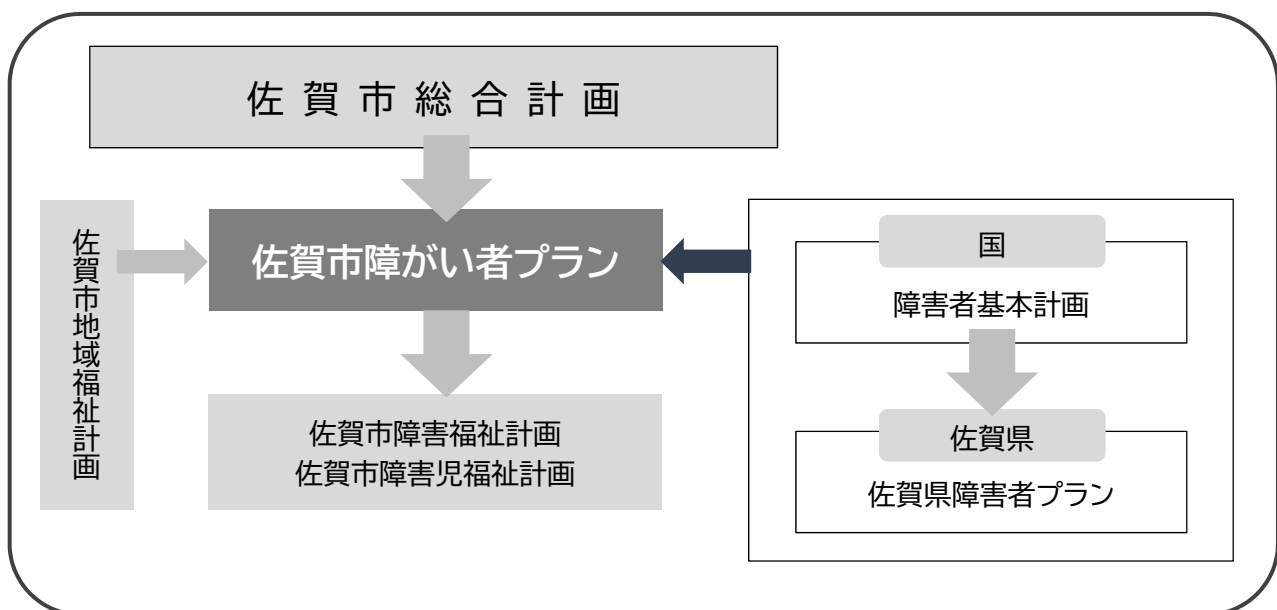 佐賀市総合計画
佐賀市地域福祉計画
佐賀市障がい者プラン
佐賀市障害福祉計画
佐賀市障害児福祉計画
国
障害者基本計画
佐賀県
佐賀県障害者プラン